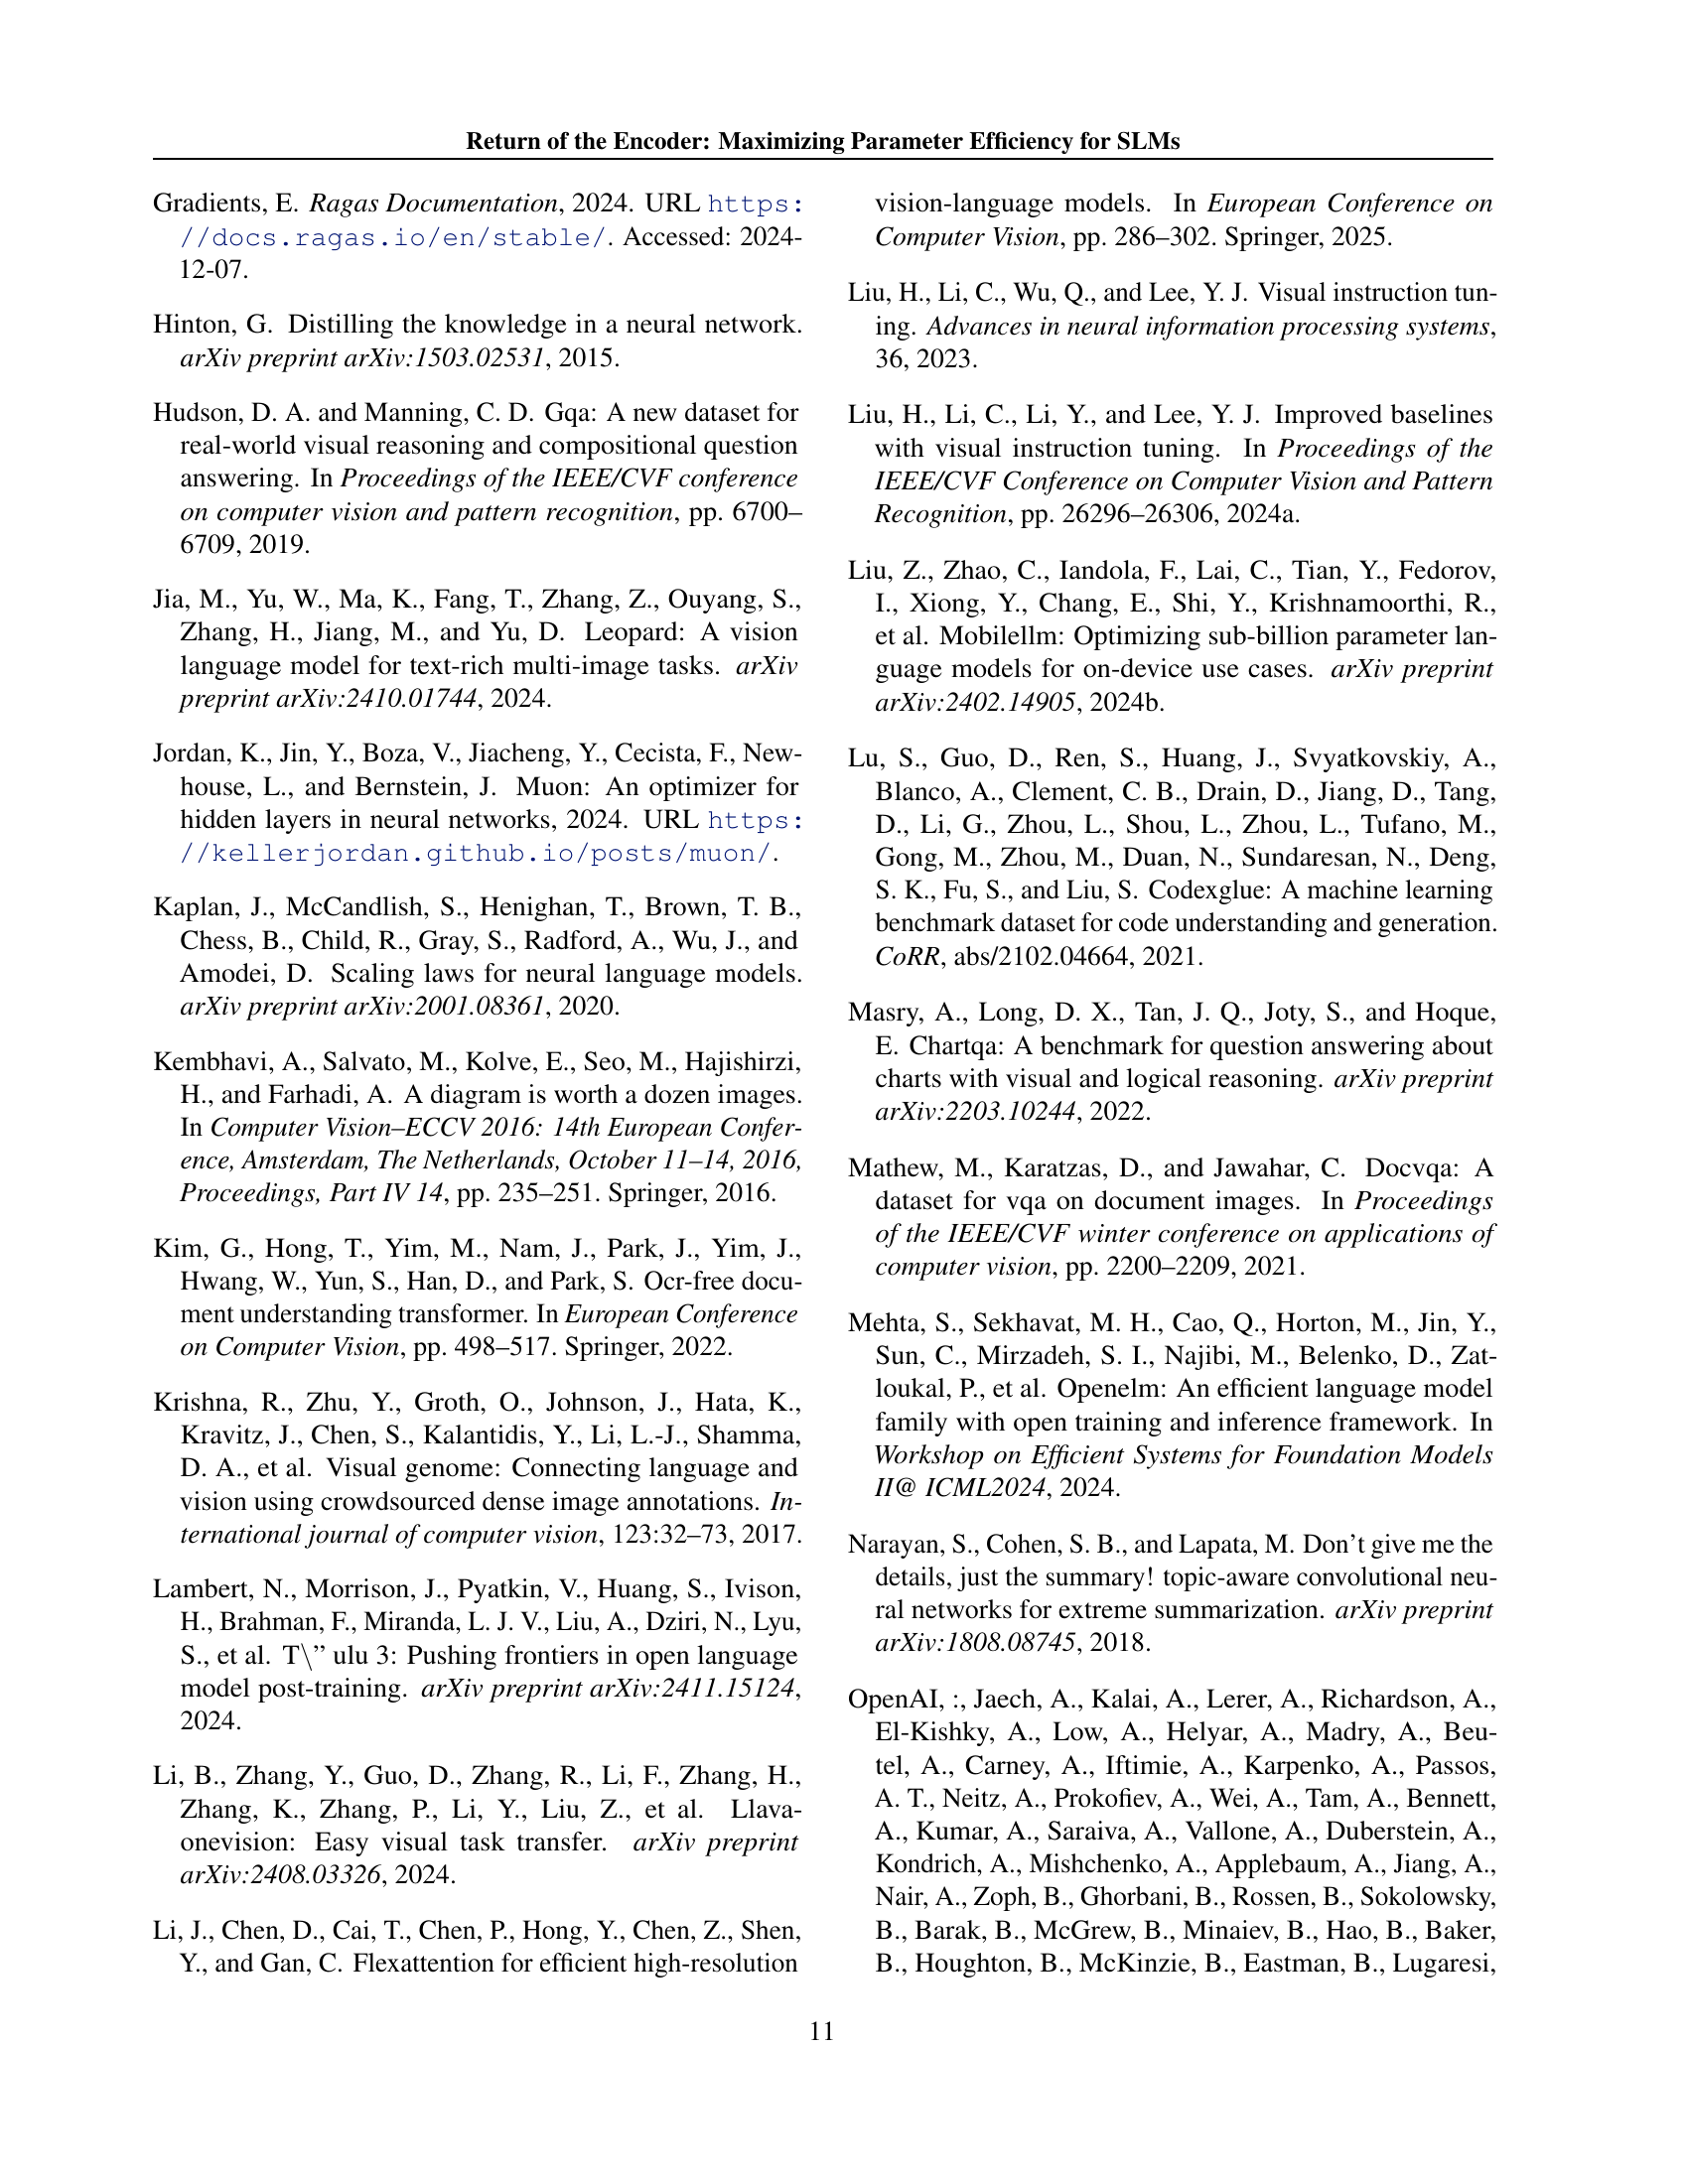 Return of the Encoder: Maximizing Parameter Efficiency for SLMs
Gradients, E. Ragas Documentation, 2024. URL https:
//docs.ragas.io/en/stable/. Accessed: 2024-
12-07.
Hinton, G. Distilling the knowledge in a neural network.
arXiv preprint arXiv:1503.02531, 2015.
Hudson, D. A. and Manning, C. D. Gqa: A new dataset for
real-world visual reasoning and compositional question
answering. In Proceedings of the IEEE/CVF conference
on computer vision and pattern recognition, pp. 6700–
6709, 2019.
Jia, M., Yu, W., Ma, K., Fang, T., Zhang, Z., Ouyang, S.,
Zhang, H., Jiang, M., and Yu, D. Leopard: A vision
language model for text-rich multi-image tasks. arXiv
preprint arXiv:2410.01744, 2024.
Jordan, K., Jin, Y., Boza, V., Jiacheng, Y., Cecista, F., New-
house, L., and Bernstein, J. Muon: An optimizer for
hidden layers in neural networks, 2024. URL https:
//kellerjordan.github.io/posts/muon/.
Kaplan, J., McCandlish, S., Henighan, T., Brown, T. B.,
Chess, B., Child, R., Gray, S., Radford, A., Wu, J., and
Amodei, D. Scaling laws for neural language models.
arXiv preprint arXiv:2001.08361, 2020.
Kembhavi, A., Salvato, M., Kolve, E., Seo, M., Hajishirzi,
H., and Farhadi, A. A diagram is worth a dozen images.
In Computer Vision–ECCV 2016: 14th European Confer-
ence, Amsterdam, The Netherlands, October 11–14, 2016,
Proceedings, Part IV 14, pp. 235–251. Springer, 2016.
Kim, G., Hong, T., Yim, M., Nam, J., Park, J., Yim, J.,
Hwang, W., Yun, S., Han, D., and Park, S. Ocr-free docu-
ment understanding transformer. In European Conference
on Computer Vision, pp. 498–517. Springer, 2022.
Krishna, R., Zhu, Y., Groth, O., Johnson, J., Hata, K.,
Kravitz, J., Chen, S., Kalantidis, Y., Li, L.-J., Shamma,
D. A., et al. Visual genome: Connecting language and
vision using crowdsourced dense image annotations. In-
ternational journal of computer vision, 123:32–73, 2017.
Lambert, N., Morrison, J., Pyatkin, V., Huang, S., Ivison,
H., Brahman, F., Miranda, L. J. V., Liu, A., Dziri, N., Lyu,
S., et al. T\” ulu 3: Pushing frontiers in open language
model post-training. arXiv preprint arXiv:2411.15124,
2024.
Li, B., Zhang, Y., Guo, D., Zhang, R., Li, F., Zhang, H.,
Zhang, K., Zhang, P., Li, Y., Liu, Z., et al. Llava-
onevision: Easy visual task transfer. arXiv preprint
arXiv:2408.03326, 2024.
Li, J., Chen, D., Cai, T., Chen, P., Hong, Y., Chen, Z., Shen,
Y., and Gan, C. Flexattention for efficient high-resolution
vision-language models. In European Conference on
Computer Vision, pp. 286–302. Springer, 2025.
Liu, H., Li, C., Wu, Q., and Lee, Y. J. Visual instruction tun-
ing. Advances in neural information processing systems,
36, 2023.
Liu, H., Li, C., Li, Y., and Lee, Y. J. Improved baselines
with visual instruction tuning. In Proceedings of the
IEEE/CVF Conference on Computer Vision and Pattern
Recognition, pp. 26296–26306, 2024a.
Liu, Z., Zhao, C., Iandola, F., Lai, C., Tian, Y., Fedorov,
I., Xiong, Y., Chang, E., Shi, Y., Krishnamoorthi, R.,
et al. Mobilellm: Optimizing sub-billion parameter lan-
guage models for on-device use cases. arXiv preprint
arXiv:2402.14905, 2024b.
Lu, S., Guo, D., Ren, S., Huang, J., Svyatkovskiy, A.,
Blanco, A., Clement, C. B., Drain, D., Jiang, D., Tang,
D., Li, G., Zhou, L., Shou, L., Zhou, L., Tufano, M.,
Gong, M., Zhou, M., Duan, N., Sundaresan, N., Deng,
S. K., Fu, S., and Liu, S. Codexglue: A machine learning
benchmark dataset for code understanding and generation.
CoRR, abs/2102.04664, 2021.
Masry, A., Long, D. X., Tan, J. Q., Joty, S., and Hoque,
E. Chartqa: A benchmark for question answering about
charts with visual and logical reasoning. arXiv preprint
arXiv:2203.10244, 2022.
Mathew, M., Karatzas, D., and Jawahar, C. Docvqa: A
dataset for vqa on document images. In Proceedings
of the IEEE/CVF winter conference on applications of
computer vision, pp. 2200–2209, 2021.
Mehta, S., Sekhavat, M. H., Cao, Q., Horton, M., Jin, Y.,
Sun, C., Mirzadeh, S. I., Najibi, M., Belenko, D., Zat-
loukal, P., et al. Openelm: An efficient language model
family with open training and inference framework. In
Workshop on Efficient Systems for Foundation Models
II@ ICML2024, 2024.
Narayan, S., Cohen, S. B., and Lapata, M. Don’t give me the
details, just the summary! topic-aware convolutional neu-
ral networks for extreme summarization. arXiv preprint
arXiv:1808.08745, 2018.
OpenAI, :, Jaech, A., Kalai, A., Lerer, A., Richardson, A.,
El-Kishky, A., Low, A., Helyar, A., Madry, A., Beu-
tel, A., Carney, A., Iftimie, A., Karpenko, A., Passos,
A. T., Neitz, A., Prokofiev, A., Wei, A., Tam, A., Bennett,
A., Kumar, A., Saraiva, A., Vallone, A., Duberstein, A.,
Kondrich, A., Mishchenko, A., Applebaum, A., Jiang, A.,
Nair, A., Zoph, B., Ghorbani, B., Rossen, B., Sokolowsky,
B., Barak, B., McGrew, B., Minaiev, B., Hao, B., Baker,
B., Houghton, B., McKinzie, B., Eastman, B., Lugaresi,
11